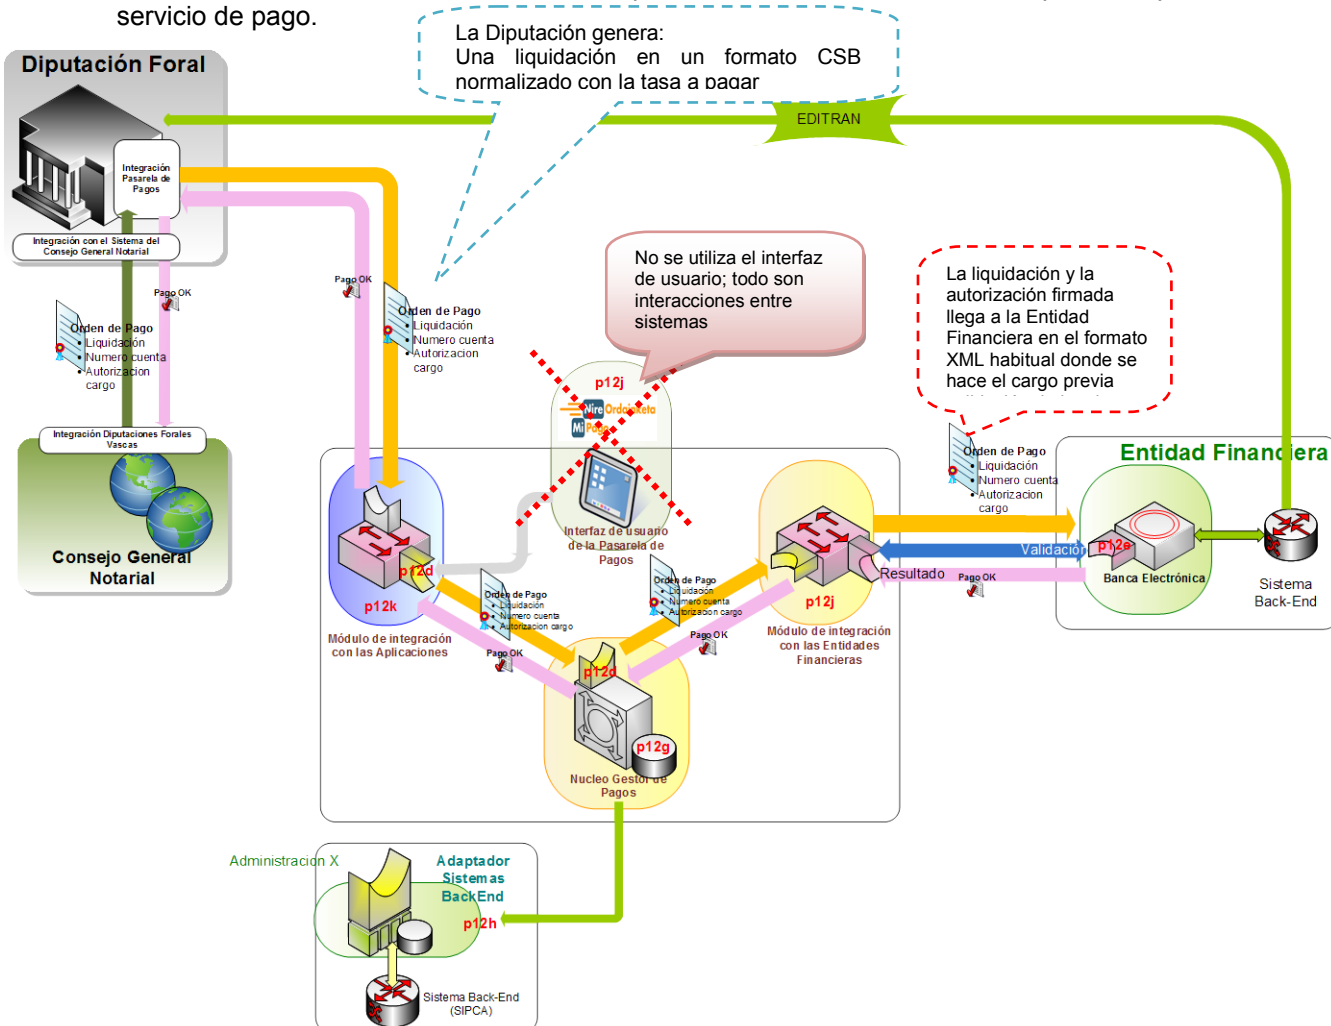 servicio de pago.
La Diputación genera:
Una liquidación en un formato CSB
normalizado con la tasa a pagar
Diputación Foral
EDITRAN
Integración
Pasarela de
Pagos
Integración con el Sistema del
Consejo General Notarial
No se utiliza el interfaz
de usuario; todo son
interacciones entre
sistemas
La liquidación y la
autorización firmada
llega a la Entidad
Financiera en el formato
XML habitual donde se
hace el cargo previa
Pago OK
Pago OK
Orden de Pago
• Liquidación
• Numero cuenta
• Autorizacion
cargo
Orden de Pago
• Liquidación
• Numero cuenta
• Autorizacion
cargo
p12j
Nire Ordainketa
Mi Pago
Integración Diputaciones Forales
Vascas
Consejo General
Notarial
Interfaz de usuario
de la Pasarela de
Pagos
Orden de Pago
• Liquidación
• Numero cuenta
• Autorizacion
cargo
Entidad Financiera
Validación
Resultado
Pago OK
p12e
Banca Electrónica
Sistema
Back-End
p12d
p12k
Módulo de integración
con las Aplicaciones
Orden de Pago
• Liquidación
• Numero cuenta
• Autorizacion cargo
Pago OK
Orden de Pago
• Liquidación
• Numero cuenta
• Autorizacion cargo
Pago OK
p12j
Módulo de integración
con las Entidades
Financieras
p12d
p12g
Nucleo Gestor de
Pagos
Administracion X
Adaptador
Sistemas
BackEnd
p12h
Sistema Back-End
(SIPCA)